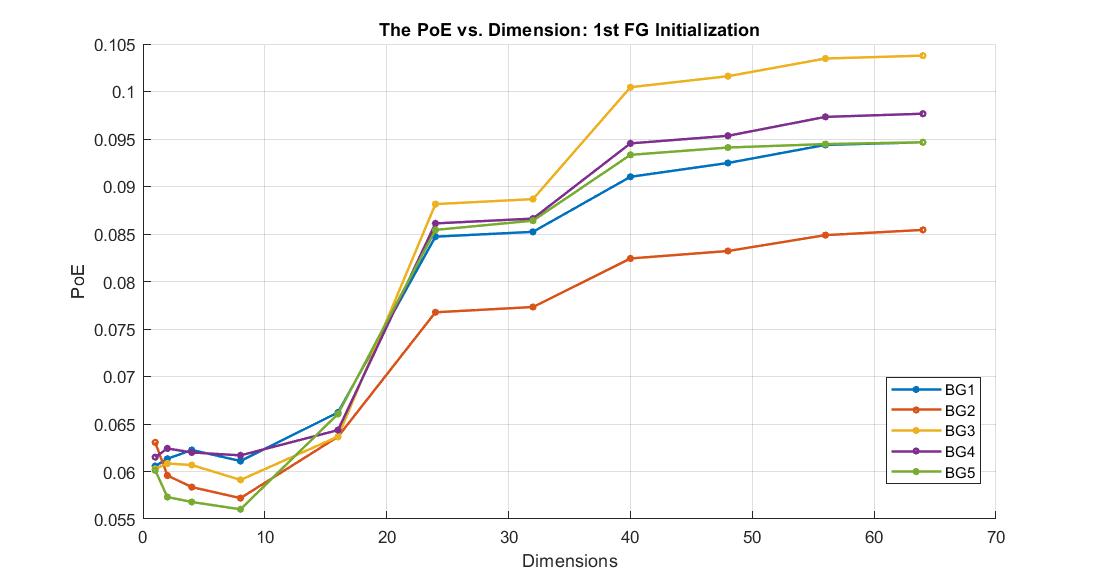 The PoE vs. Dimension: 1st FG Initialization
0.105
0.1
0.095
0.09
0.085
0.08
0.075
0.07
0.065
0.06
0.055
PoE
BG1
BG2
BG3
BG4
BG5
0 10 20 30 40 50 60 70
Dimensions